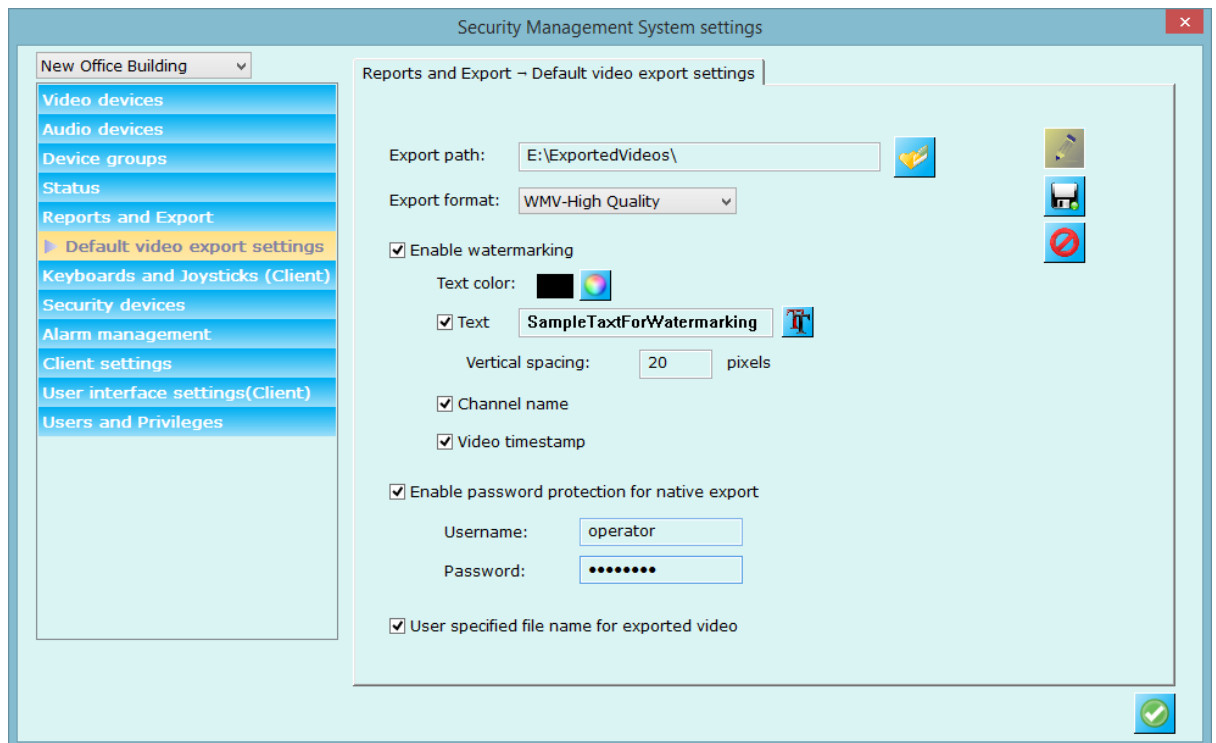 Security Management System settings
New Office Building
Video devices
Audio devices
Device groups
Status
Reports and Export
Default video export settings
Keyboards and Joysticks (Client)
Security devices
Alarm management
Client settings
User interface settings(Client)
Users and Privileges
Reports and Export ¬ Default video export settings
Export path: E:\ExportedVideos\
Export format: WMV-High Quality
Enable watermarking
Text color:
Text SampleTaxtForWatermarking
Vertical spacing: 20 pixels
Channel name
Video timestamp
Enable password protection for native export
Username: operator
Password: ••••••••
User specified file name for exported video